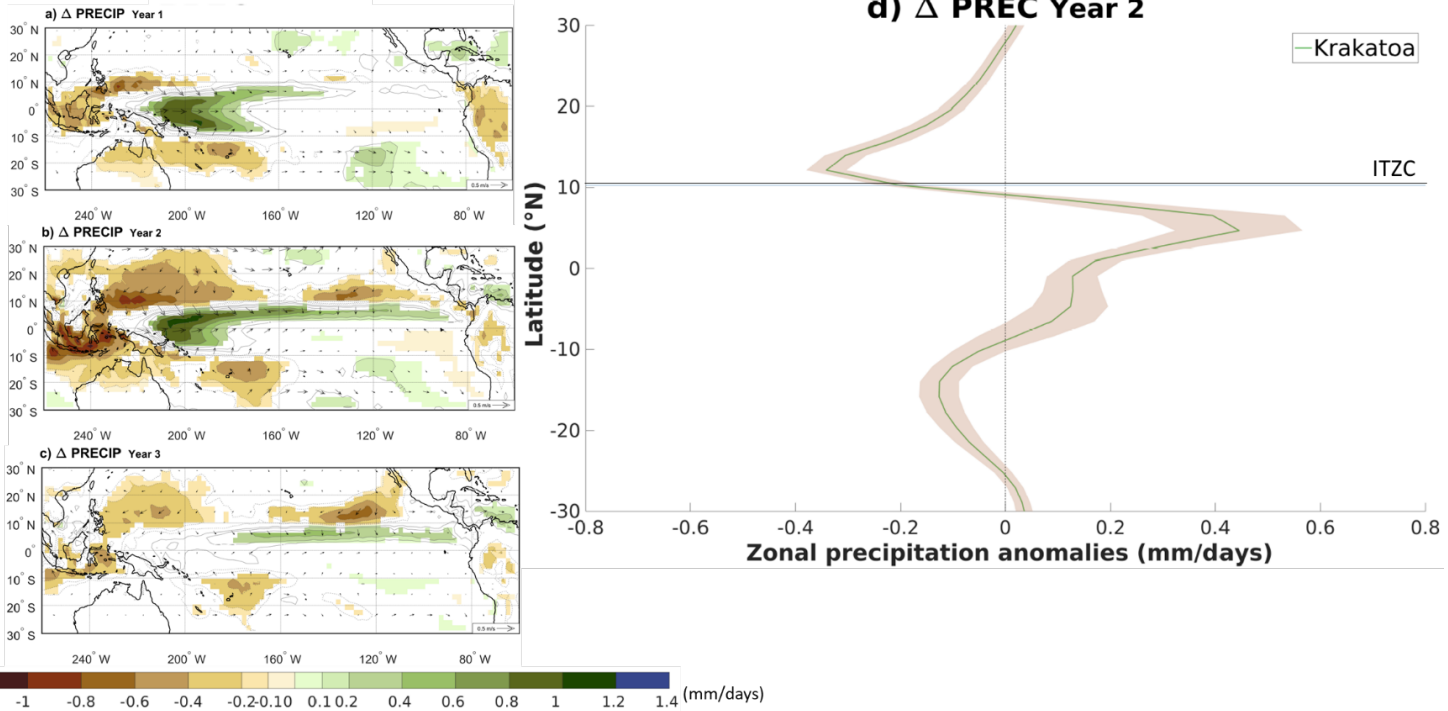 a) Δ PRECIP Year 1
30° N
20° N
10° N
0°
10° S
20° S
30° S
0.5 m/s
240° W 200° W 160° W 120° W 80° W
b) Δ PRECIP Year 2
30° N
20° N
10° N
0°
10° S
20° S
30° S
0.5 m/s
240° W 200° W 160° W 120° W 80° W
c) Δ PRECIP Year 3
30° N
20° N
10° N
0°
10° S
20° S
30° S
0.5 m/s
240° W 200° W 160° W 120° W 80° W
-1 -0.8 -0.6 -0.4 -0.2 -0.10 0.1 0.2 0.4 0.6 0.8 1 1.2 1.4 (mm/days)
d) Δ PREC Year 2
Krakatoa
ITZC
Latitude (°N)
30
20
10
0
-10
-20
-30
-0.8 -0.6 -0.4 -0.2 0 0.2 0.4 0.6 0.8
Zonal precipitation anomalies (mm/days)